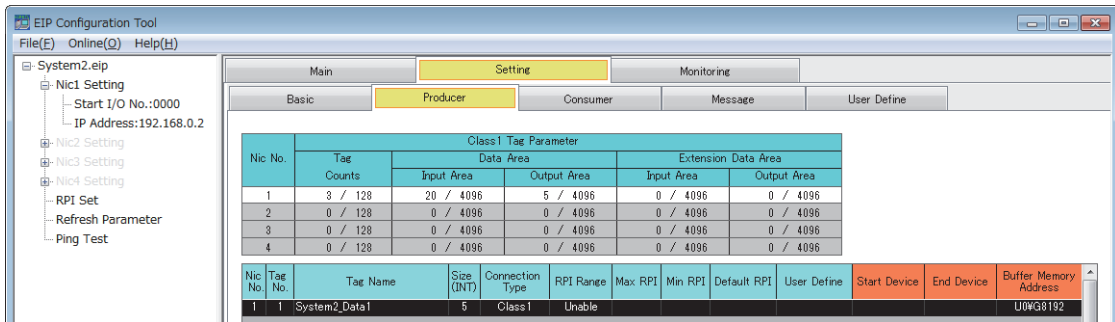 EIP Configuration Tool
File(F) Online(O) Help(H)
System2.eip
Nic1 Setting
Start I/O No.:0000
IP Address:192.168.0.2
Nic2 Setting
Nic3 Setting
Nic4 Setting
RPI Set
Refresh Parameter
Ping Test
Main Setting Monitoring
Basic Producer Consumer Message User Define
Class1 Tag Parameter
Nic No. Tag Counts Data Area Extension Data Area
Input Area Output Area Input Area Output Area
1 3 / 128 20 / 4096 5 / 4096 0 / 4096 0 / 4096
2 0 / 128 0 / 4096 0 / 4096 0 / 4096 0 / 4096
3 0 / 128 0 / 4096 0 / 4096 0 / 4096 0 / 4096
4 0 / 128 0 / 4096 0 / 4096 0 / 4096 0 / 4096
Nic No. Tag No. Tag Name Size (INT) Connection Type RPI Range Max RPI Min RPI Default RPI User Define Start Device End Device Buffer Memory Address
1 1 System2_Data1 5 Class1 Unable U0¥G8192